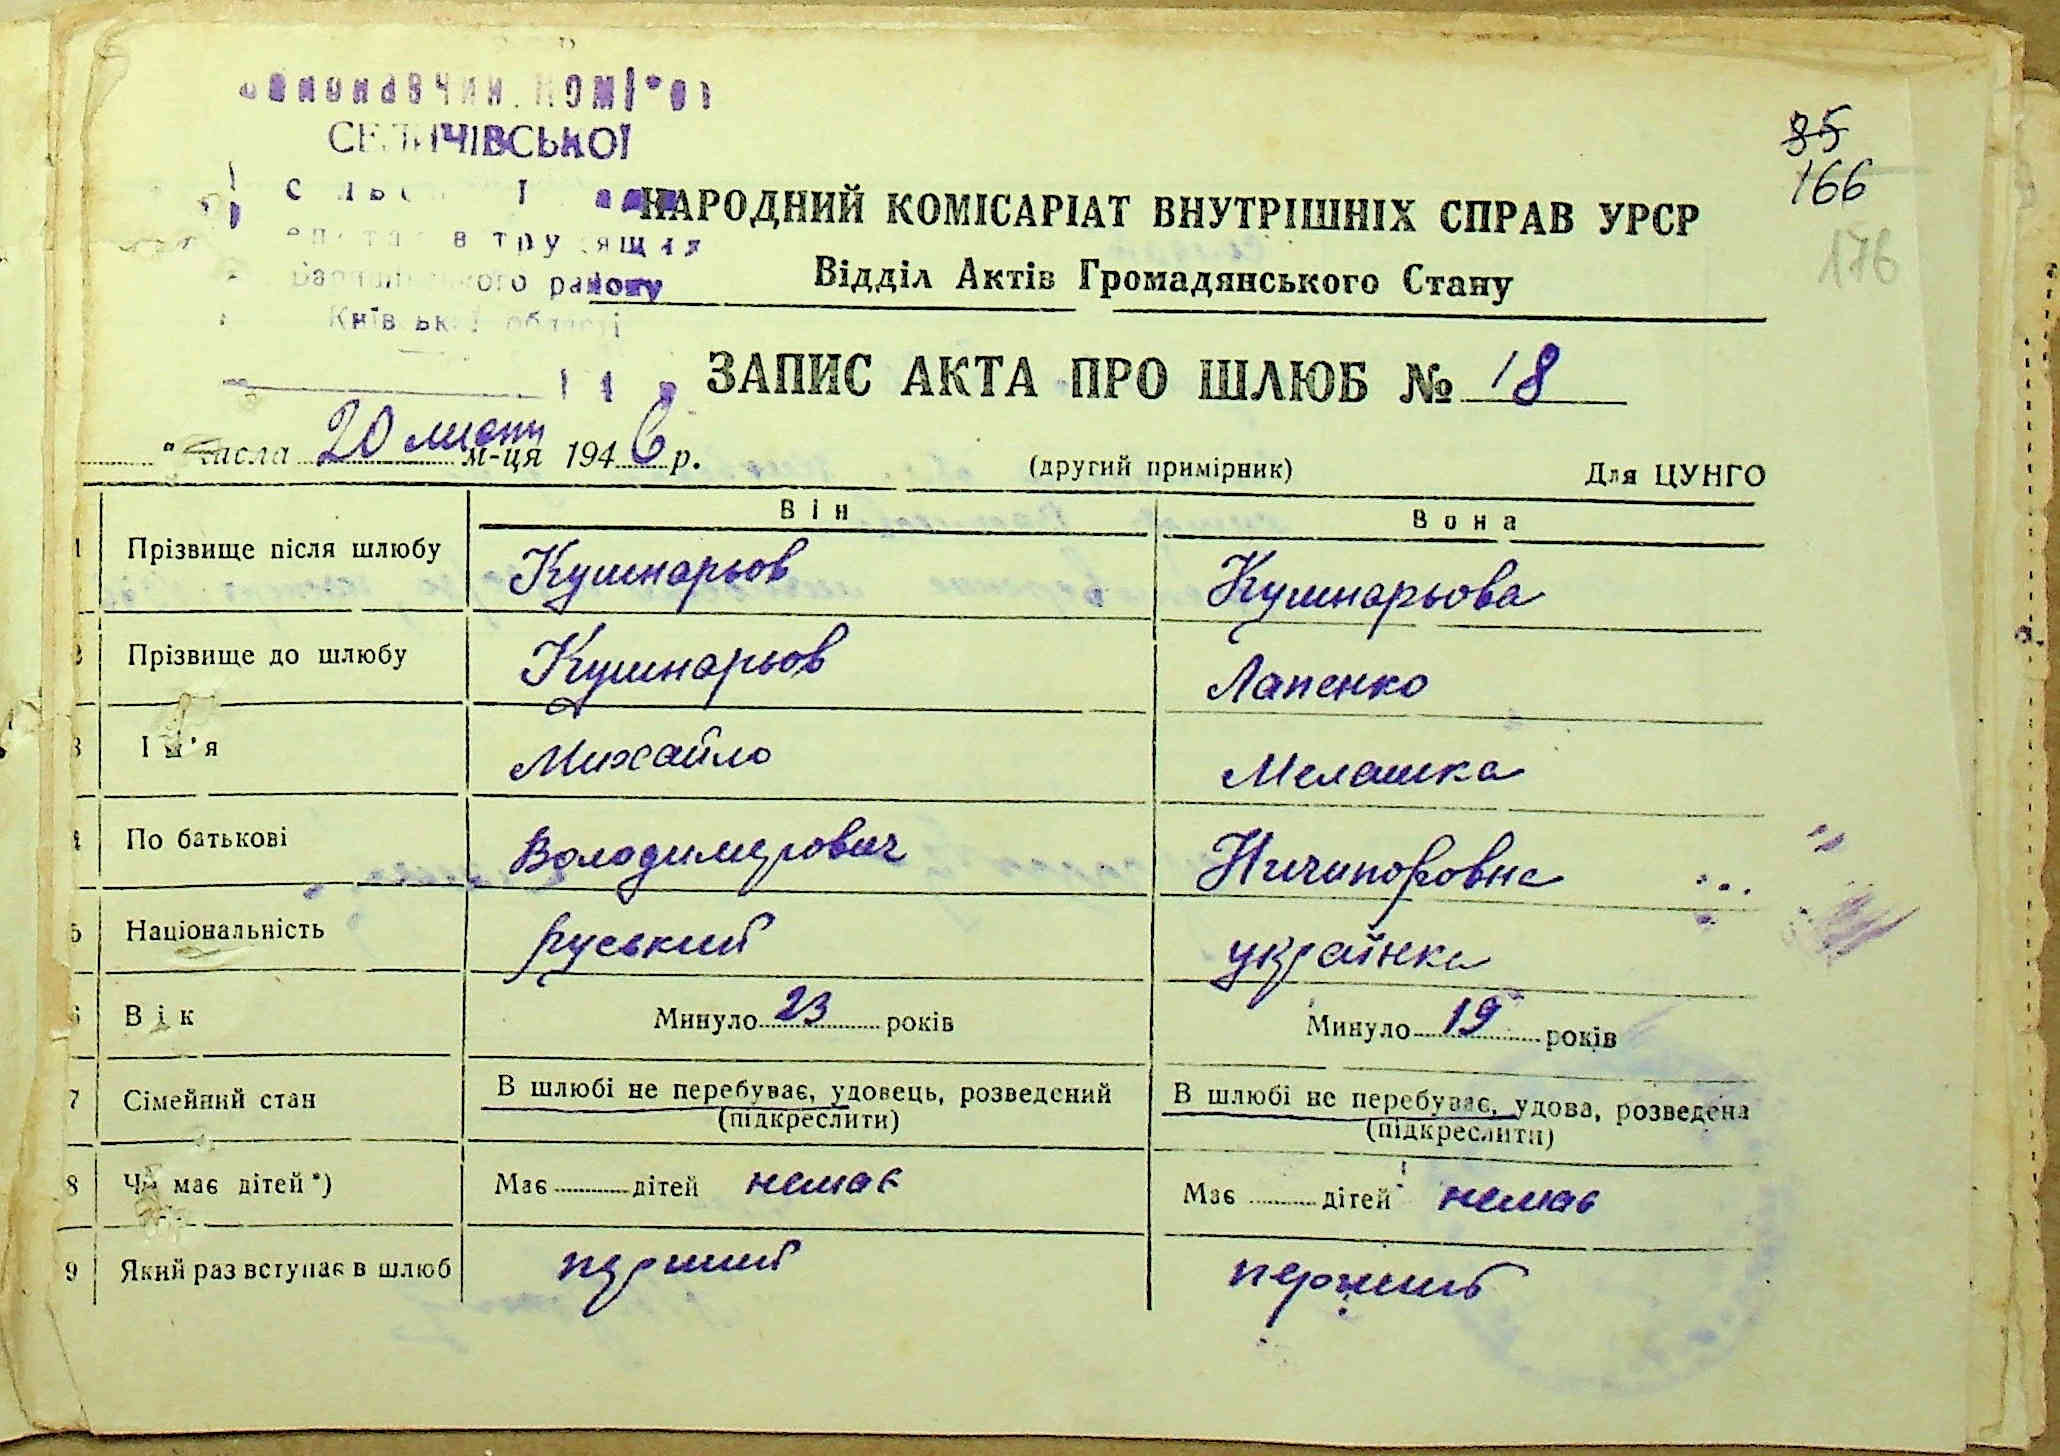 СЕЛИЧІВСЬКОЇ
району
85
166
176
НАРОДНИЙ КОМІСАРІАТ ВНУТРІШНІХ СПРАВ УРСР
Відділ Актів Громадянського Стану
ЗАПИС АКТА ПРО ШЛЮБ № 18
" числа 20 листп м-ця 1946 р.
(другий примірник)
Для ЦУНГО
Він Вона
1 Прізвище після шлюбу Кушнарьов Кушнарьова
2 Прізвище до шлюбу Кушнарьов Лапенко
3 Ім'я Михайло Мелашка
4 По батькові Володимирович Ничипоровна
5 Національність руський украінка
6 Вік Минуло 23 років Минуло 19 років
7 Сімейний стан В шлюбі не перебуває, удовець, розведений В шлюбі не перебуває, удова, розведена
(підкреслити) (підкреслити)
8 Чи має дітей*) Має дітей немає Має дітей немає
9 Який раз вступає в шлюб перший перший